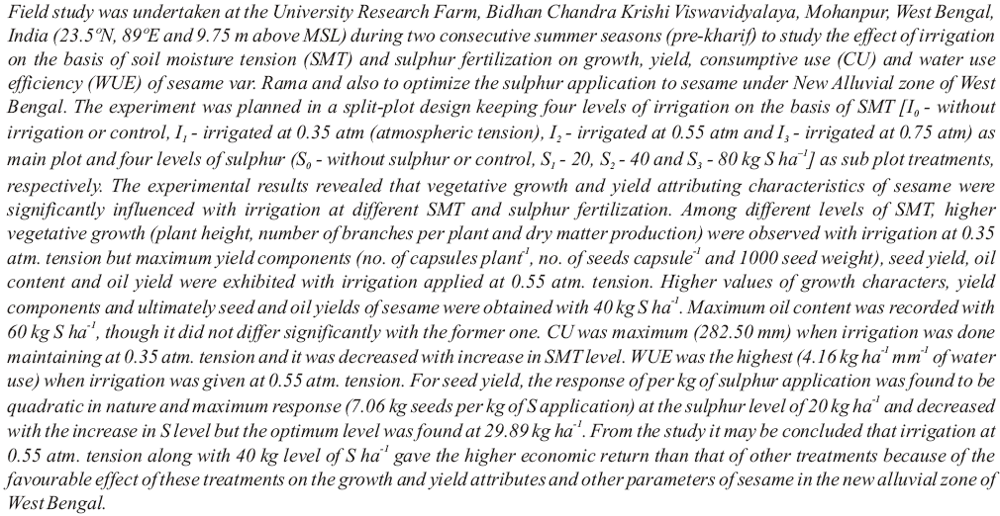 Field study was undertaken at the University Research Farm, Bidhan Chandra Krishi Viswavidyalaya, Mohanpur, West Bengal,
India (23.5ºN, 89ºE and 9.75 m above MSL) during two consecutive summer seasons (pre-kharif) to study the effect of irrigation
on the basis of soil moisture tension (SMT) and sulphur fertilization on growth, yield, consumptive use (CU) and water use
efficiency (WUE) of sesame var. Rama and also to optimize the sulphur application to sesame under New Alluvial zone of West
Bengal. The experiment was planned in a split-plot design keeping four levels of irrigation on the basis of SMT [I₀ - without
irrigation or control, I₁ - irrigated at 0.35 atm (atmospheric tension), I₂ - irrigated at 0.55 atm and I₃ - irrigated at 0.75 atm) as
main plot and four levels of sulphur (S₀ - without sulphur or control, S₁ - 20, S₂ - 40 and S₃ - 80 kg S ha⁻¹] as sub plot treatments,
respectively. The experimental results revealed that vegetative growth and yield attributing characteristics of sesame were
significantly influenced with irrigation at different SMT and sulphur fertilization. Among different levels of SMT, higher
vegetative growth (plant height, number of branches per plant and dry matter production) were observed with irrigation at 0.35
atm. tension but maximum yield components (no. of capsules plant⁻¹, no. of seeds capsule⁻¹ and 1000 seed weight), seed yield, oil
content and oil yield were exhibited with irrigation applied at 0.55 atm. tension. Higher values of growth characters, yield
components and ultimately seed and oil yields of sesame were obtained with 40 kg S ha⁻¹. Maximum oil content was recorded with
60 kg S ha⁻¹, though it did not differ significantly with the former one. CU was maximum (282.50 mm) when irrigation was done
maintaining at 0.35 atm. tension and it was decreased with increase in SMT level. WUE was the highest (4.16 kg ha⁻¹ mm⁻¹ of water
use) when irrigation was given at 0.55 atm. tension. For seed yield, the response of per kg of sulphur application was found to be
quadratic in nature and maximum response (7.06 kg seeds per kg of S application) at the sulphur level of 20 kg ha⁻¹ and decreased
with the increase in S level but the optimum level was found at 29.89 kg ha⁻¹. From the study it may be concluded that irrigation at
0.55 atm. tension along with 40 kg level of S ha⁻¹ gave the higher economic return than that of other treatments because of the
favourable effect of these treatments on the growth and yield attributes and other parameters of sesame in the new alluvial zone of
West Bengal.